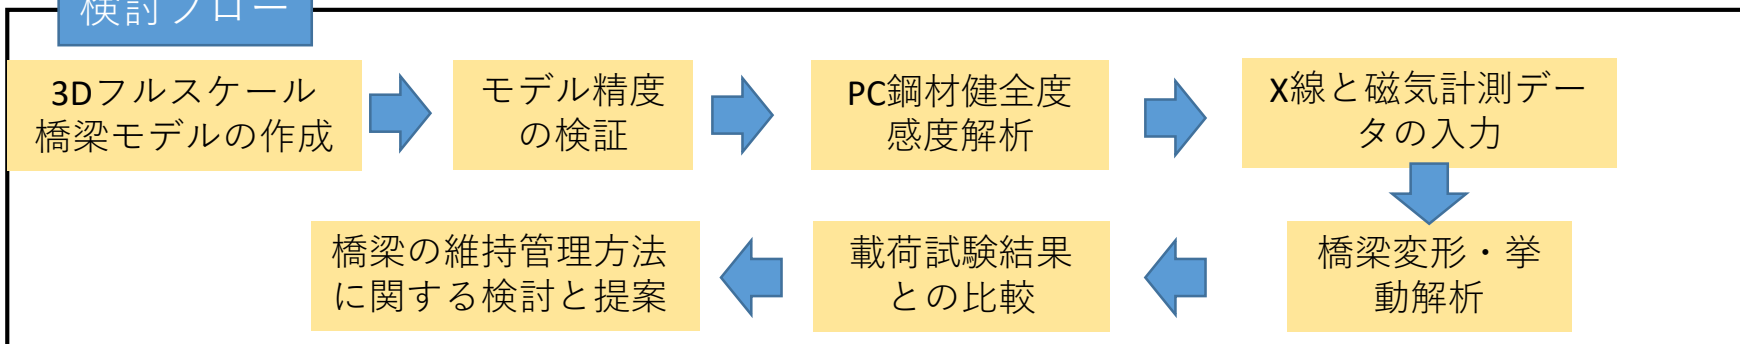 検討フロー
3Dフルスケール
橋梁モデルの作成
モデル精度
の検証
PC鋼材健全度
感度解析
X線と磁気計測デー
タの入力
橋梁変形・挙
動解析
載荷試験結果
との比較
橋梁の維持管理方法
に関する検討と提案